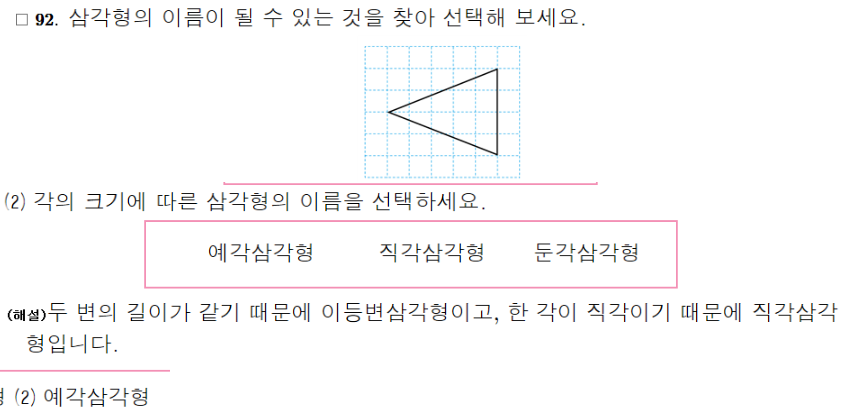 □ 92. 삼각형의 이름이 될 수 있는 것을 찾아 선택해 보세요.
(2) 각의 크기에 따른 삼각형의 이름을 선택하세요.
예각삼각형 직각삼각형 둔각삼각형
(해설)두 변의 길이가 같기 때문에 이등변삼각형이고, 한 각이 직각이기 때문에 직각삼각
형입니다.
(2) 예각삼각형